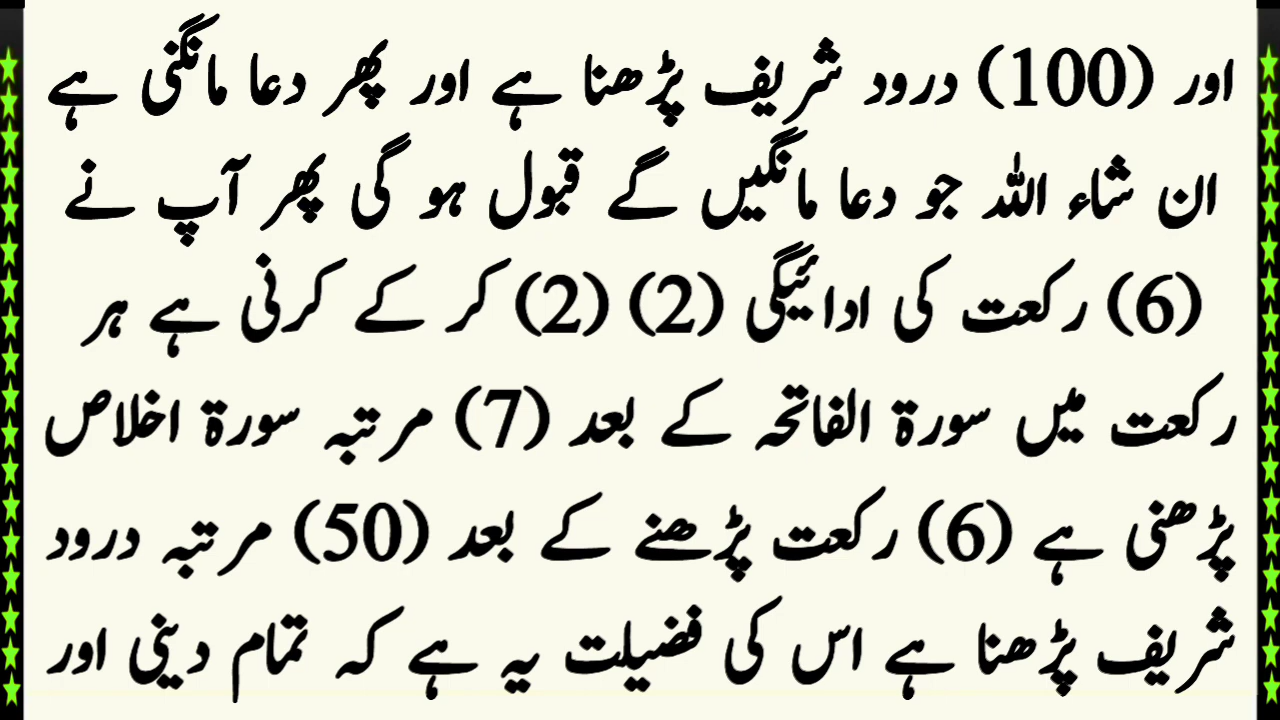 اور (100) درود شریف پڑھنا ہے اور پھر دعا مانگنی ہے
ان شاء اللہ جو دعا مانگیں گے قبول ہو گی پھر آپ نے
(6) رکعت کی ادائیگی (2) (2) کر کے کرنی ہے ہر
رکعت میں سورۃ الفاتحہ کے بعد (7) مرتبہ سورۃ اخلاص
پڑھنی ہے (6) رکعت پڑھنے کے بعد (50) مرتبہ درود
شریف پڑھنا ہے اس کی فضیلت یہ ہے کہ تمام دینی اور